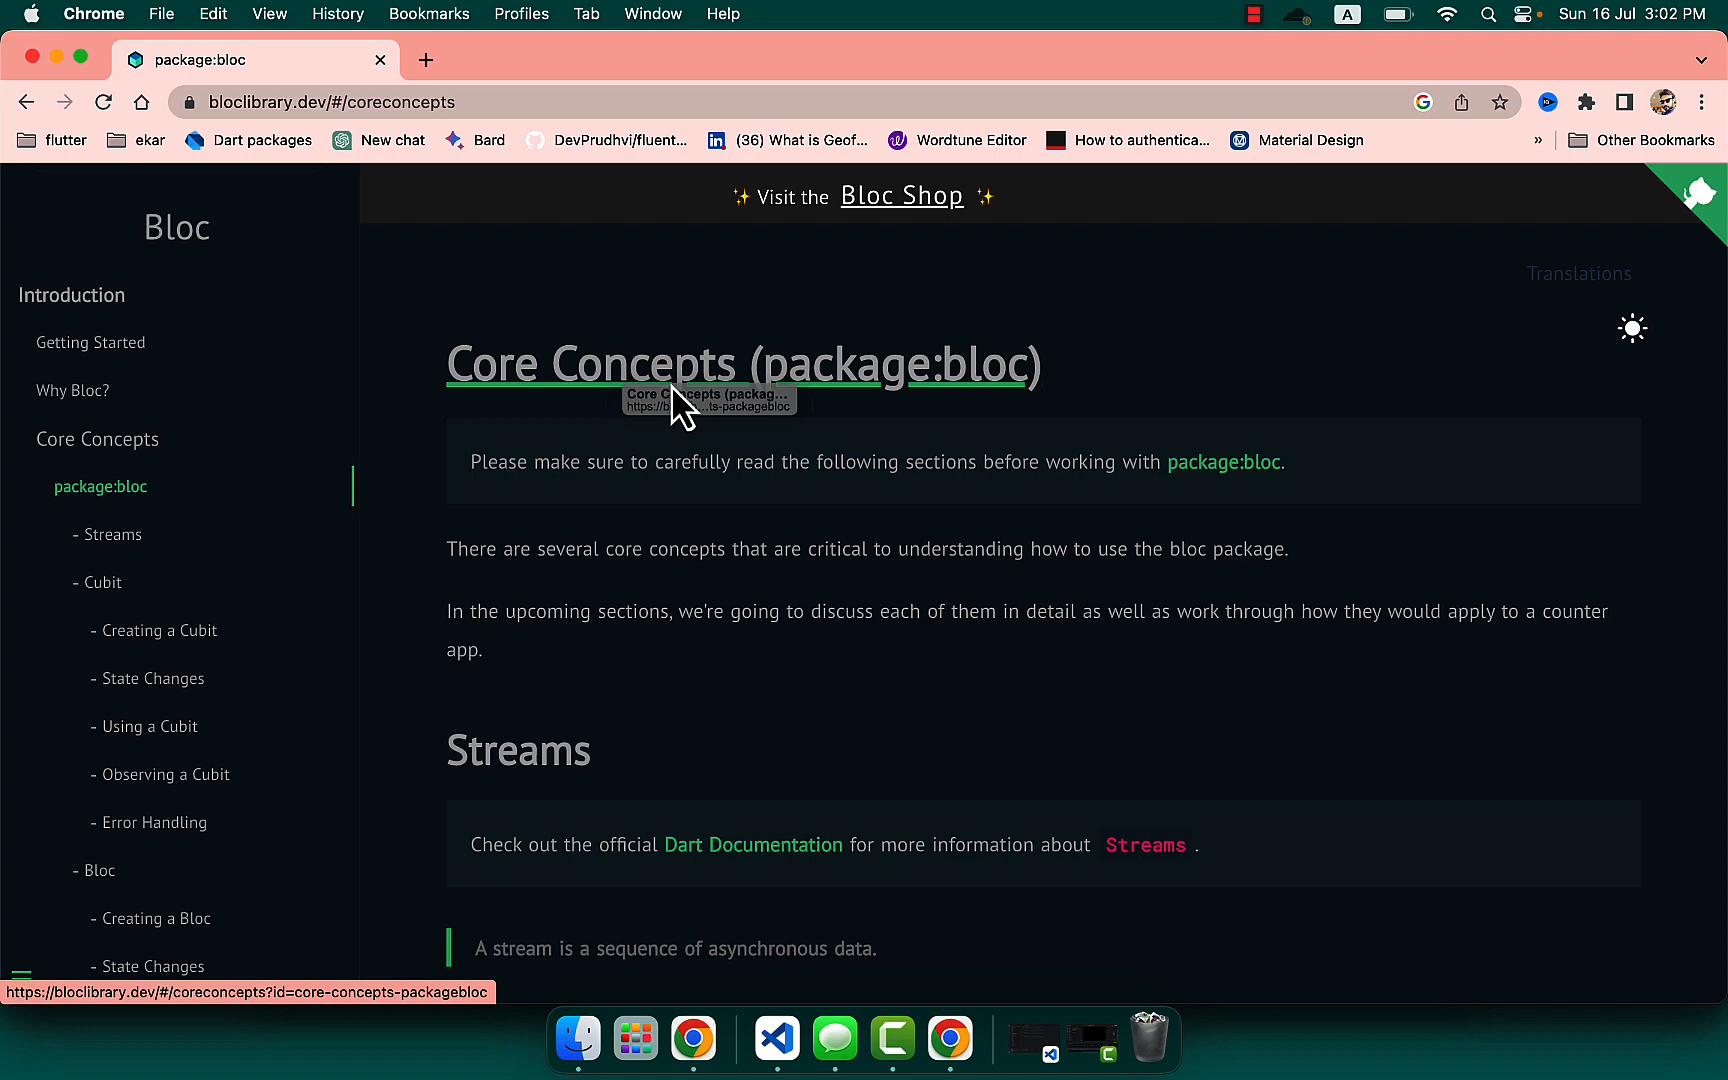 Chrome File Edit View History Bookmarks Profiles Tab Window Help A Sun 16 Jul 3:02 PM
package:bloc
bloclibrary.dev/#/coreconcepts
flutter ekar Dart packages New chat Bard DevPrudhvi/fluent... (36) What is Geof... Wordtune Editor How to authentica... Material Design » Other Bookmarks
✨ Visit the Bloc Shop ✨
Bloc
Translations
Introduction
Getting Started
Why Bloc?
Core Concepts
package:bloc
- Streams
- Cubit
- Creating a Cubit
- State Changes
- Using a Cubit
- Observing a Cubit
- Error Handling
- Bloc
- Creating a Bloc
- State Changes
Core Concepts (package:bloc)
Please make sure to carefully read the following sections before working with package:bloc.
There are several core concepts that are critical to understanding how to use the bloc package.
In the upcoming sections, we're going to discuss each of them in detail as well as work through how they would apply to a counter
app.
Streams
Check out the official Dart Documentation for more information about Streams .
A stream is a sequence of asynchronous data.
https://bloclibrary.dev/#/coreconcepts?id=core-concepts-packagebloc